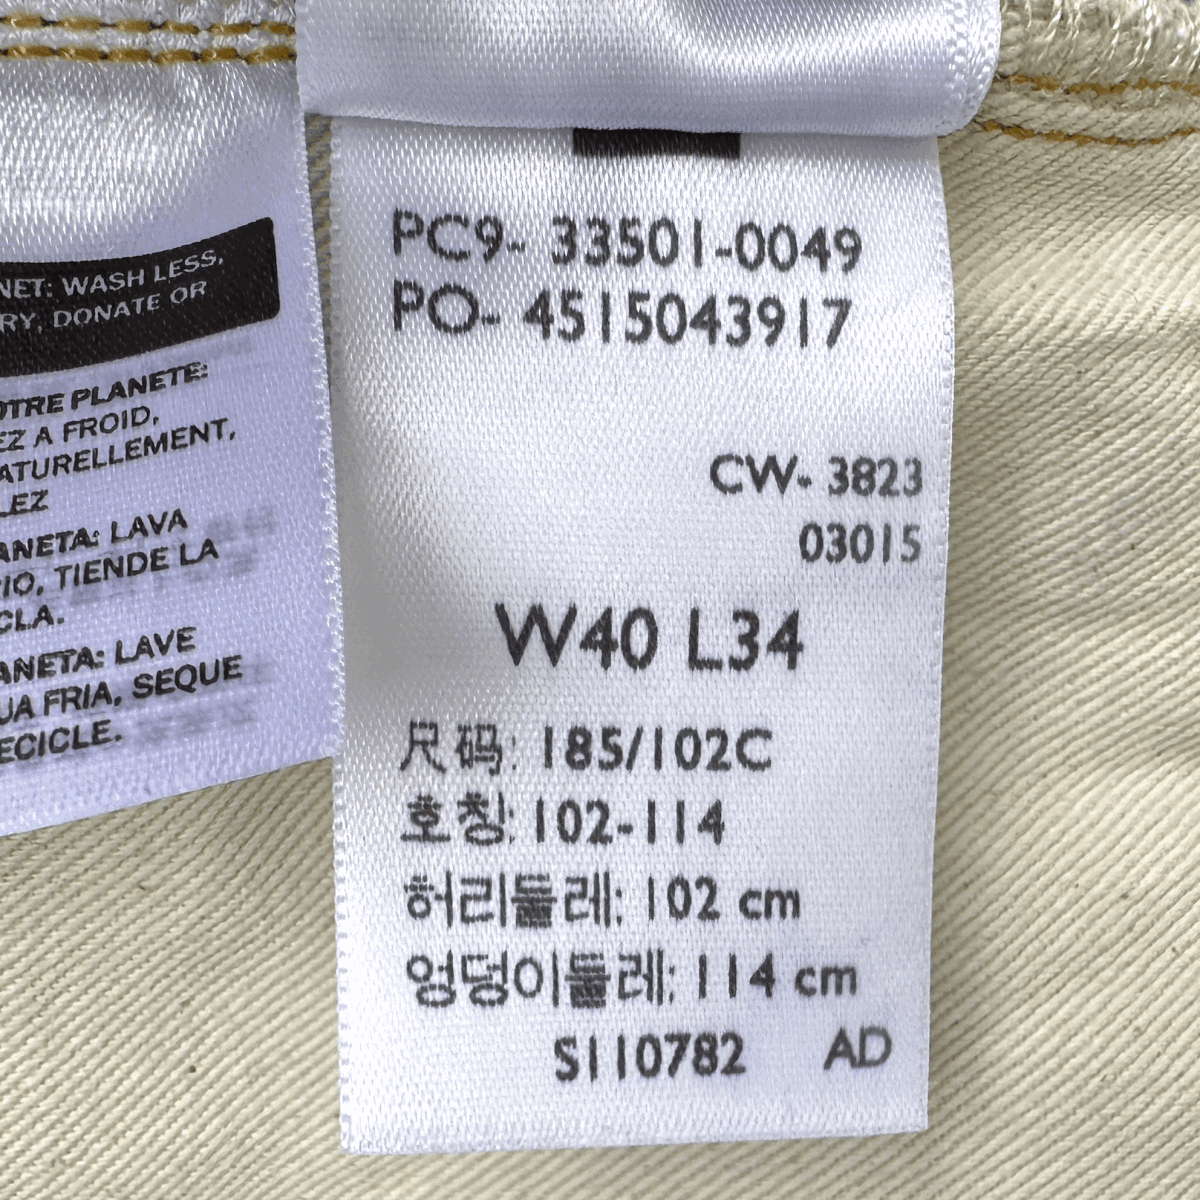 NET: WASH LESS,
RY, DONATE OR
OTRE PLANETE:
EZ A FROID,
ATURELLEMENT,
LEZ
ANETA: LAVA
IO, TIENDE LA
CLA.
ANETA: LAVE
UA FRIA, SEQUE
ECICLE.
PC9- 33501-0049
PO- 4515043917
CW- 3823
03015
W40 L34
尺码: 185/102C
호칭: 102-114
허리둘레: 102 cm
엉덩이둘레: 114 cm
S110782 AD